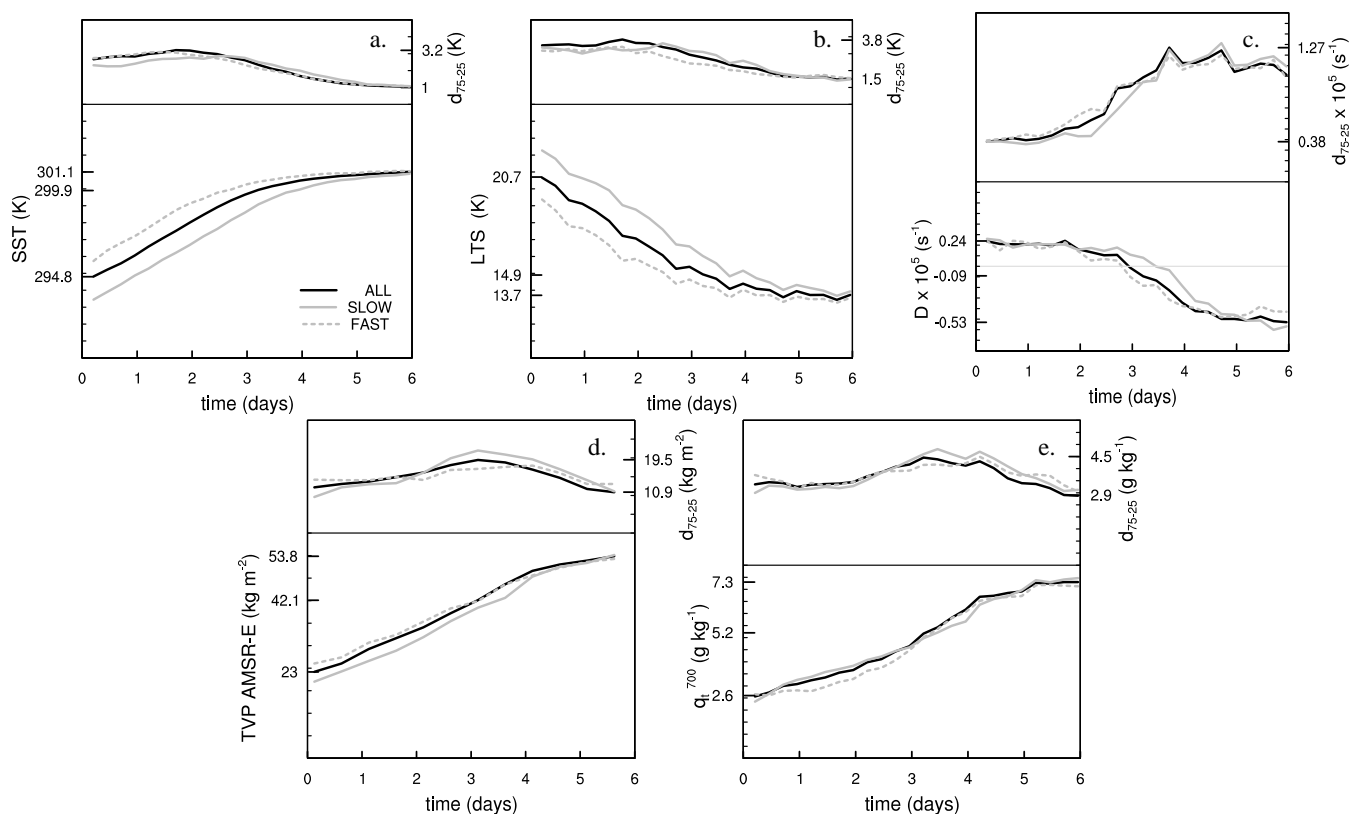 a.
3.2
1
d75-25 (K)
301.1
299.9
294.8
SST (K)
ALL
SLOW
FAST
0 1 2 3 4 5 6
time (days)
b.
3.8
1.5
d75-25 (K)
20.7
14.9
13.7
LTS (K)
0 1 2 3 4 5 6
time (days)
c.
1.27
0.38
d75-25 x 10^5 (s^-1)
0.24
-0.09
-0.53
D x 10^5 (s^-1)
0 1 2 3 4 5 6
time (days)
d.
19.5
10.9
d75-25 (kg m^-2)
53.8
42.1
23
TVP AMSR-E (kg m^-2)
0 1 2 3 4 5 6
time (days)
e.
4.5
2.9
d75-25 (g kg^-1)
7.3
5.2
2.6
qt^700 (g kg^-1)
0 1 2 3 4 5 6
time (days)